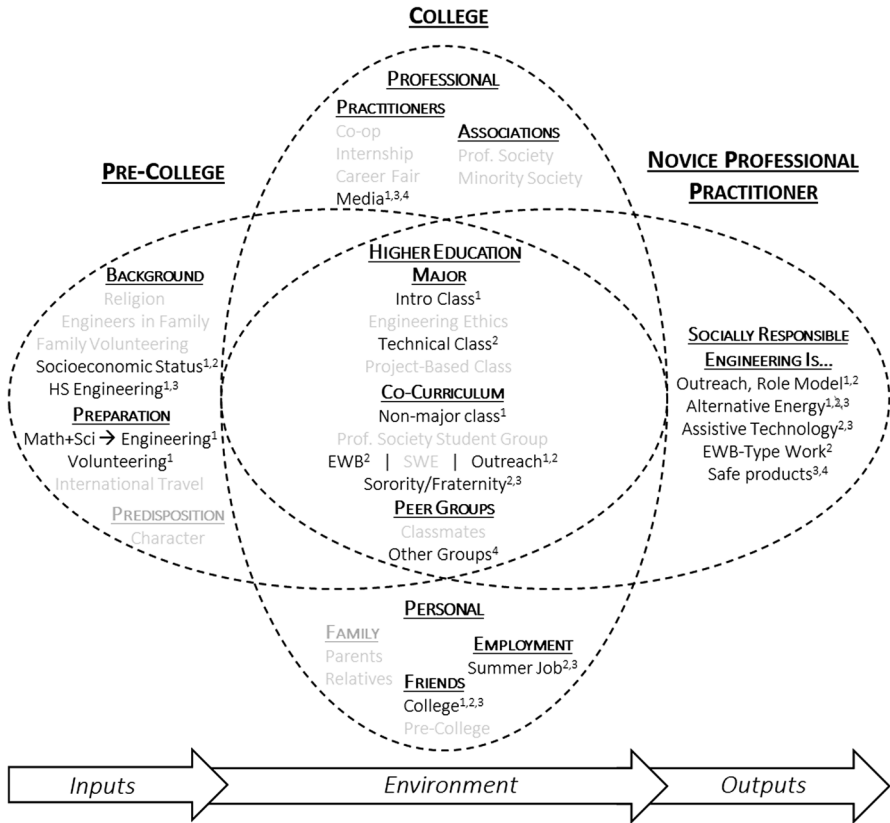 COLLEGE
PROFESSIONAL
PRACTITIONERS
Co-op
Internship
Career Fair
Media1,3,4
ASSOCIATIONS
Prof. Society
Minority Society
PRE-COLLEGE
NOVICE PROFESSIONAL
PRACTITIONER
BACKGROUND
Religion
Engineers in Family
Family Volunteering
Socioeconomic Status1,2
HS Engineering1,3
PREPARATION
Math+Sci → Engineering1
Volunteering1
International Travel
PREDISPOSITION
Character
HIGHER EDUCATION
MAJOR
Intro Class1
Engineering Ethics
Technical Class2
Project-Based Class
CO-CURRICULUM
Non-major class1
Prof. Society Student Group
EWB2 | SWE | Outreach1,2
Sorority/Fraternity2,3
PEER GROUPS
Classmates
Other Groups4
SOCIALLY RESPONSIBLE
ENGINEERING IS...
Outreach, Role Model1,2
Alternative Energy1,2,3
Assistive Technology2,3
EWB-Type Work2
Safe products3,4
PERSONAL
FAMILY
Parents
Relatives
EMPLOYMENT
Summer Job2,3
FRIENDS
College1,2,3
Pre-College
Inputs
Environment
Outputs